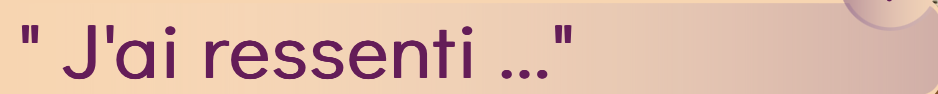 " J'ai ressenti ..."